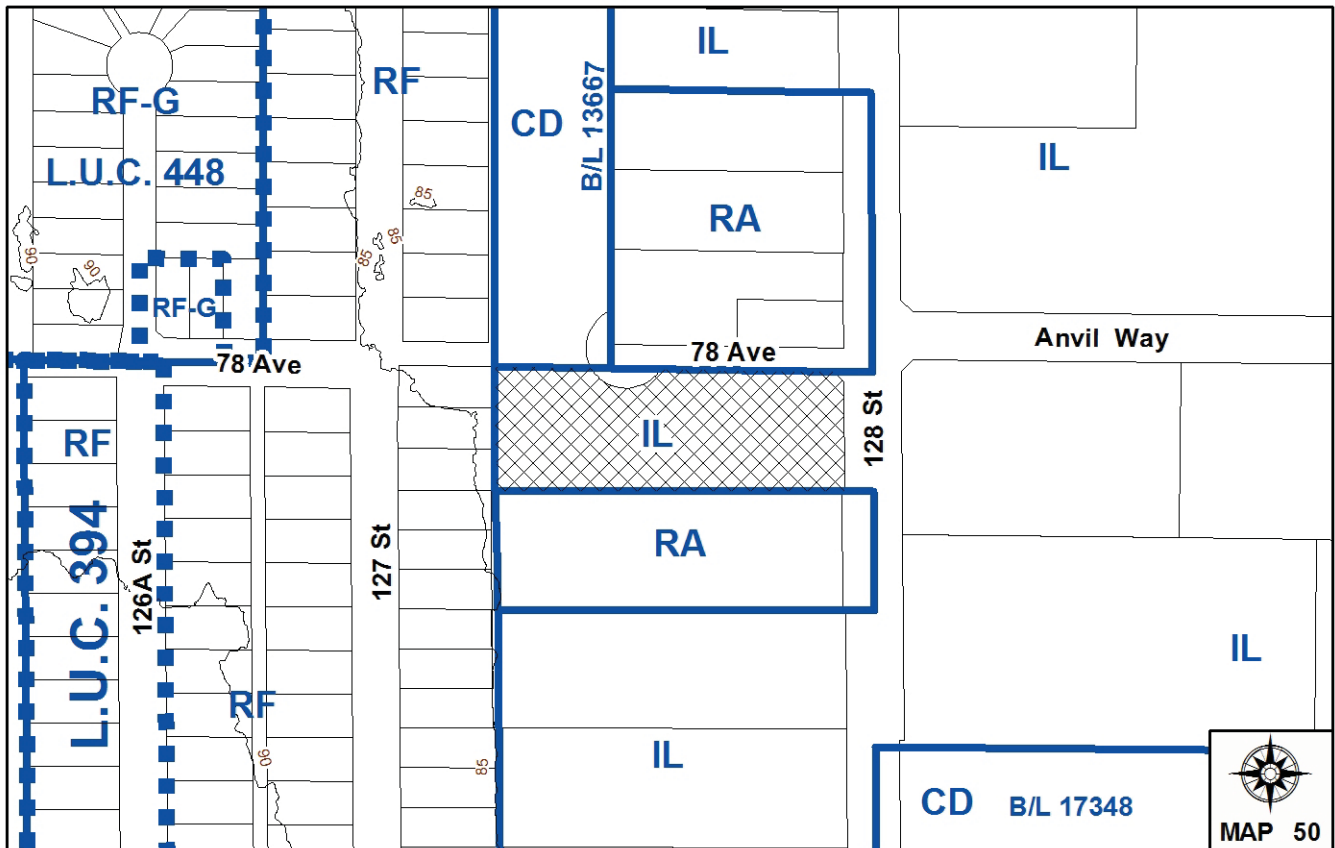 IL
RF
RF-G
CD
B/L 13667
IL
L.U.C. 448
85
RA
85
85
90
90
RF-G
Anvil Way
78 Ave
78 Ave
RF
IL
128 St
L.U.C. 394
126A St
127 St
RA
IL
RF
90
85
IL
CD B/L 17348
MAP 50